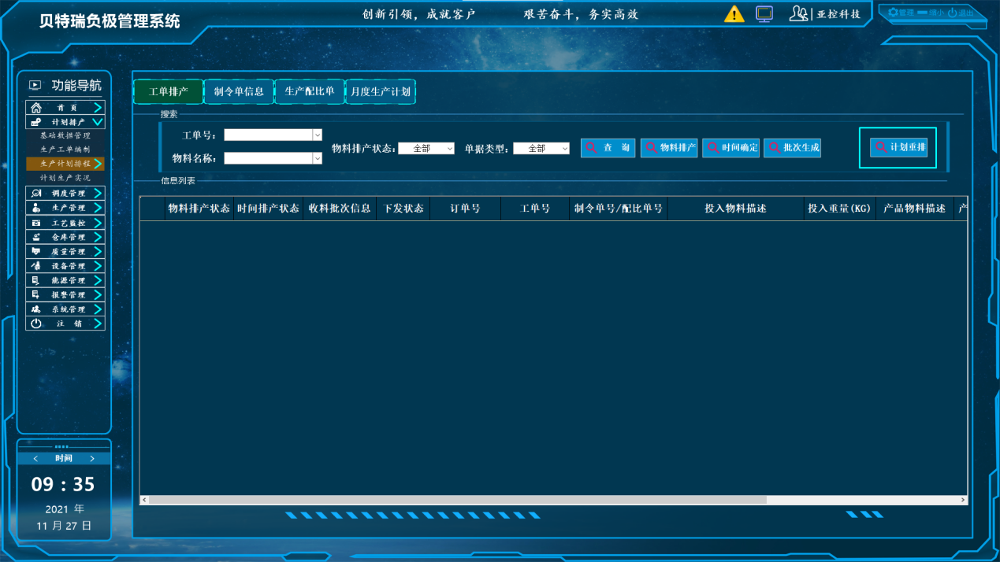 贝特瑞负极管理系统
创新引领，成就客户 艰苦奋斗，务实高效
亚控科技
管理 缩小 退出
功能导航
首 页
计划排产
基础数据管理
生产工单编制
生产计划排程
计划生产实况
调度管理
生产管理
工艺监控
仓库管理
质量管理
设备管理
能源管理
报警管理
系统管理
注 销
< 时间 >
09 : 35
2021 年
11 月 27 日
工单排产 制令单信息 生产配比单 月度生产计划
搜索
工单号：
物料名称：
物料排产状态： 全部 单据类型： 全部 查 询 物料排产 时间确定 批次生成 计划重排
信息列表
物料排产状态 时间排产状态 收料批次信息 下发状态 订单号 工单号 制令单号/配比单号 投入物料描述 投入重量(KG) 产品物料描述 产